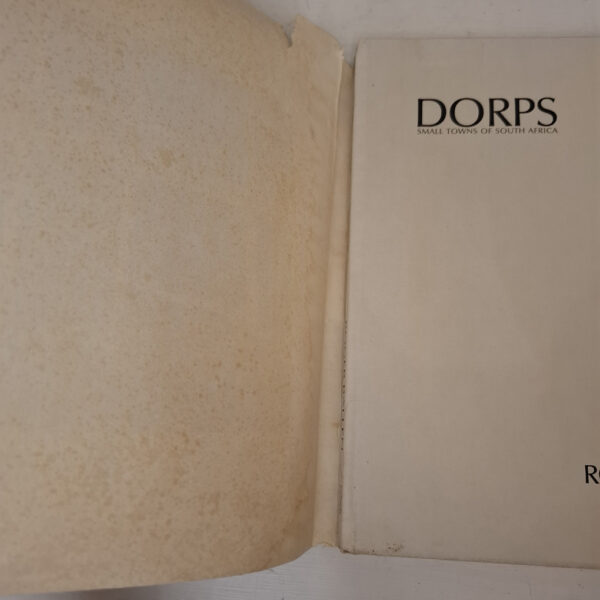 DORPS
SMALL TOWNS OF SOUTH AFRICA